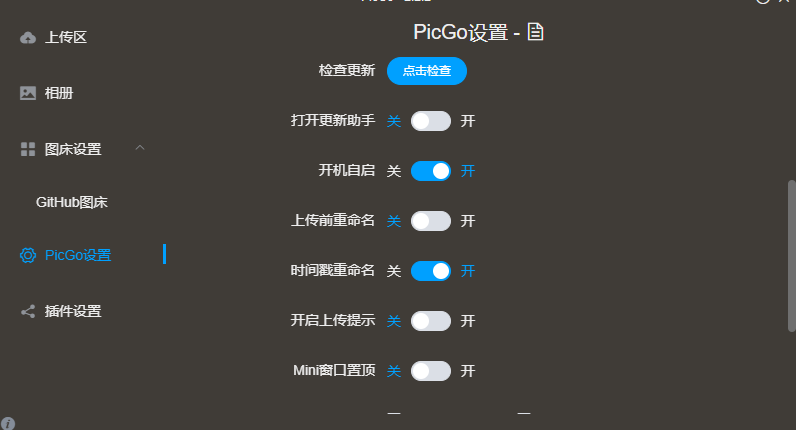 上传区
相册
图床设置
GitHub图床
PicGo设置
插件设置
PicGo设置 -
检查更新 点击检查
打开更新助手 关 开
开机自启 关 开
上传前重命名 关 开
时间戳重命名 关 开
开启上传提示 关 开
Mini窗口置顶 关 开